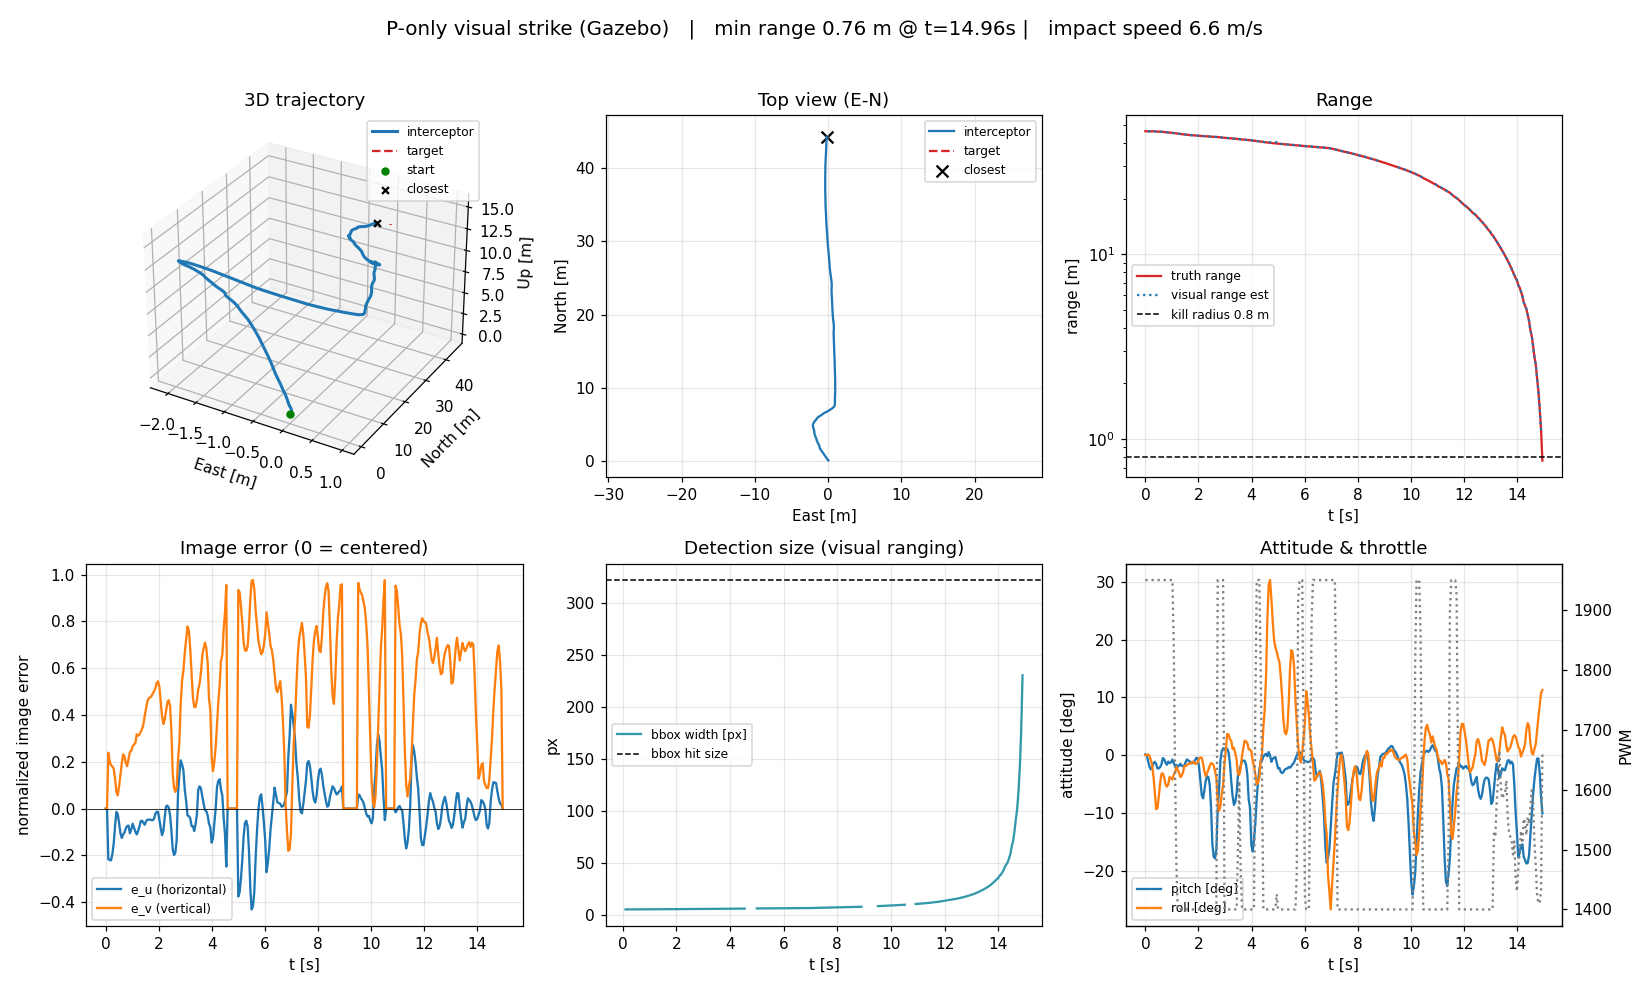 P-only visual strike (Gazebo)   |   min range 0.76 m @ t=14.96s |   impact speed 6.6 m/s
3D trajectory
interceptor
target
start
closest
15.0
12.5
10.0
7.5
5.0
2.5
0.0
Up [m]
−2.0
−1.5
−1.0
−0.5
0.0
0.5
1.0
East [m]
0
10
20
30
40
North [m]
Top view (E-N)
interceptor
target
closest
40
30
20
10
0
North [m]
−30
−20
−10
0
10
20
East [m]
Range
10¹
10⁰
range [m]
truth range
visual range est
kill radius 0.8 m
0
2
4
6
8
10
12
14
t [s]
Image error (0 = centered)
1.0
0.8
0.6
0.4
0.2
0.0
−0.2
−0.4
normalized image error
e_u (horizontal)
e_v (vertical)
0
2
4
6
8
10
12
14
t [s]
Detection size (visual ranging)
300
250
200
150
100
50
0
px
bbox width [px]
bbox hit size
0
2
4
6
8
10
12
14
t [s]
Attitude & throttle
30
20
10
0
−10
−20
attitude [deg]
pitch [deg]
roll [deg]
1900
1800
1700
1600
1500
1400
PWM
0
2
4
6
8
10
12
14
t [s]